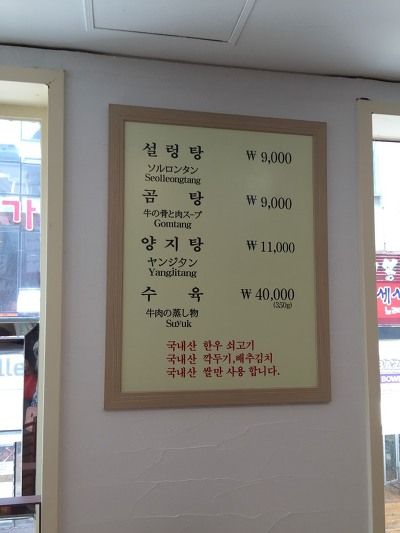 설렁탕 ₩ 9,000
ソルロンタン
Seolleongtang
곰탕 ₩ 9,000
牛の骨と肉スープ
Gomtang
양지탕 ₩ 11,000
ヤンジタン
Yangjitang
수육 ₩ 40,000
(350g)
牛肉の蒸し物
Suyuk
국내산 한우 쇠고기
국내산 깍두기,배추김치
국내산 쌀만 사용 합니다.
가
세